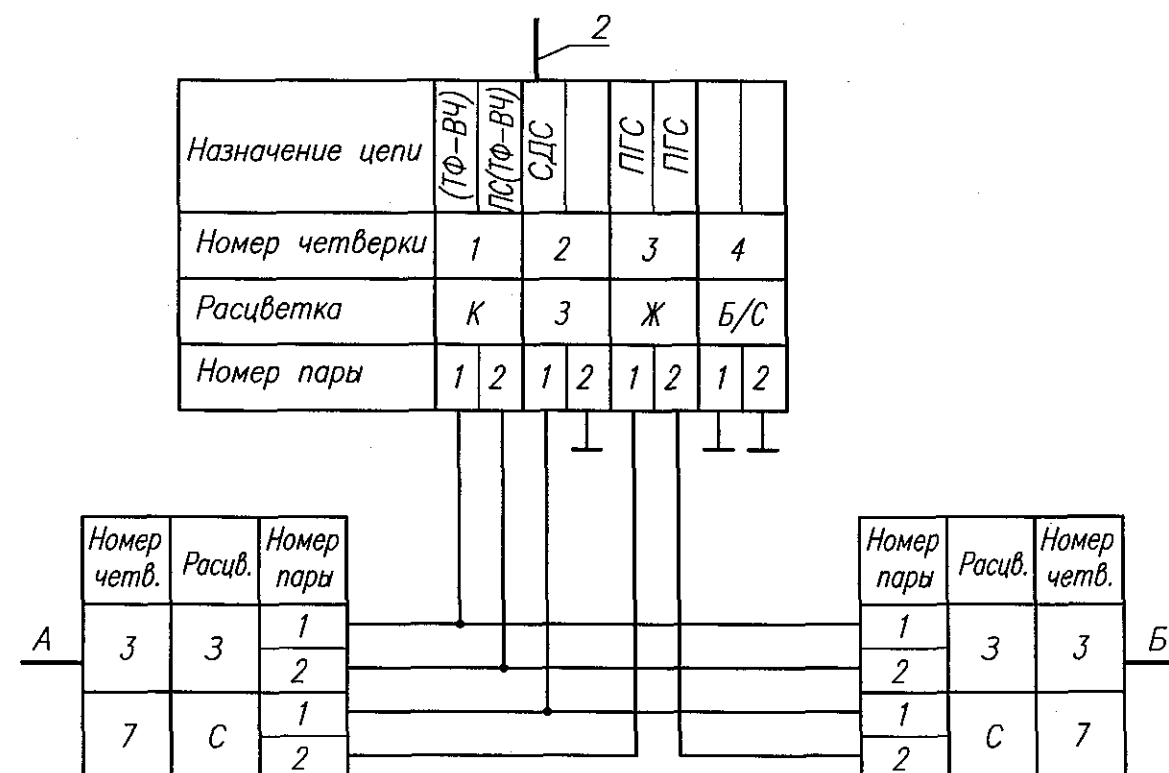 2
Назначение цепи (ТФ-ВЧ) ЛС(ТФ-ВЧ) СДС ПГС ПГС
Номер четверки 1 2 3 4
Расцветка К З Ж Б/С
Номер пары 1 2 1 2 1 2 1 2
Номер четв. Расцв. Номер пары
А 3 З 1
2
7 С 1
2
Номер пары Расцв. Номер четв.
1 З 3 Б
2
1 С 7
2